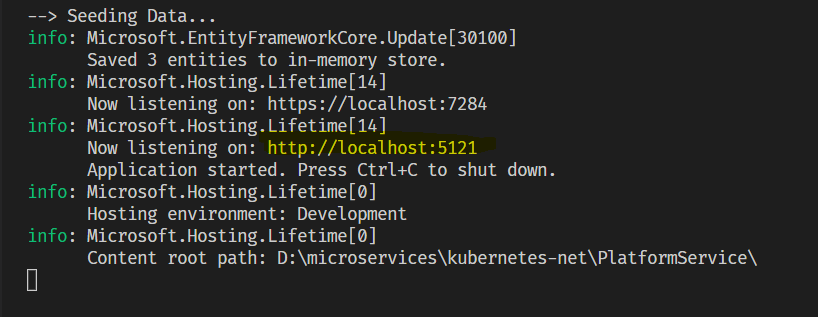 --> Seeding Data...
info: Microsoft.EntityFrameworkCore.Update[30100]
Saved 3 entities to in-memory store.
info: Microsoft.Hosting.Lifetime[14]
Now listening on: https://localhost:7284
info: Microsoft.Hosting.Lifetime[14]
Now listening on: http://localhost:5121
Application started. Press Ctrl+C to shut down.
info: Microsoft.Hosting.Lifetime[0]
Hosting environment: Development
info: Microsoft.Hosting.Lifetime[0]
Content root path: D:\microservices\kubernetes-net\PlatformService\